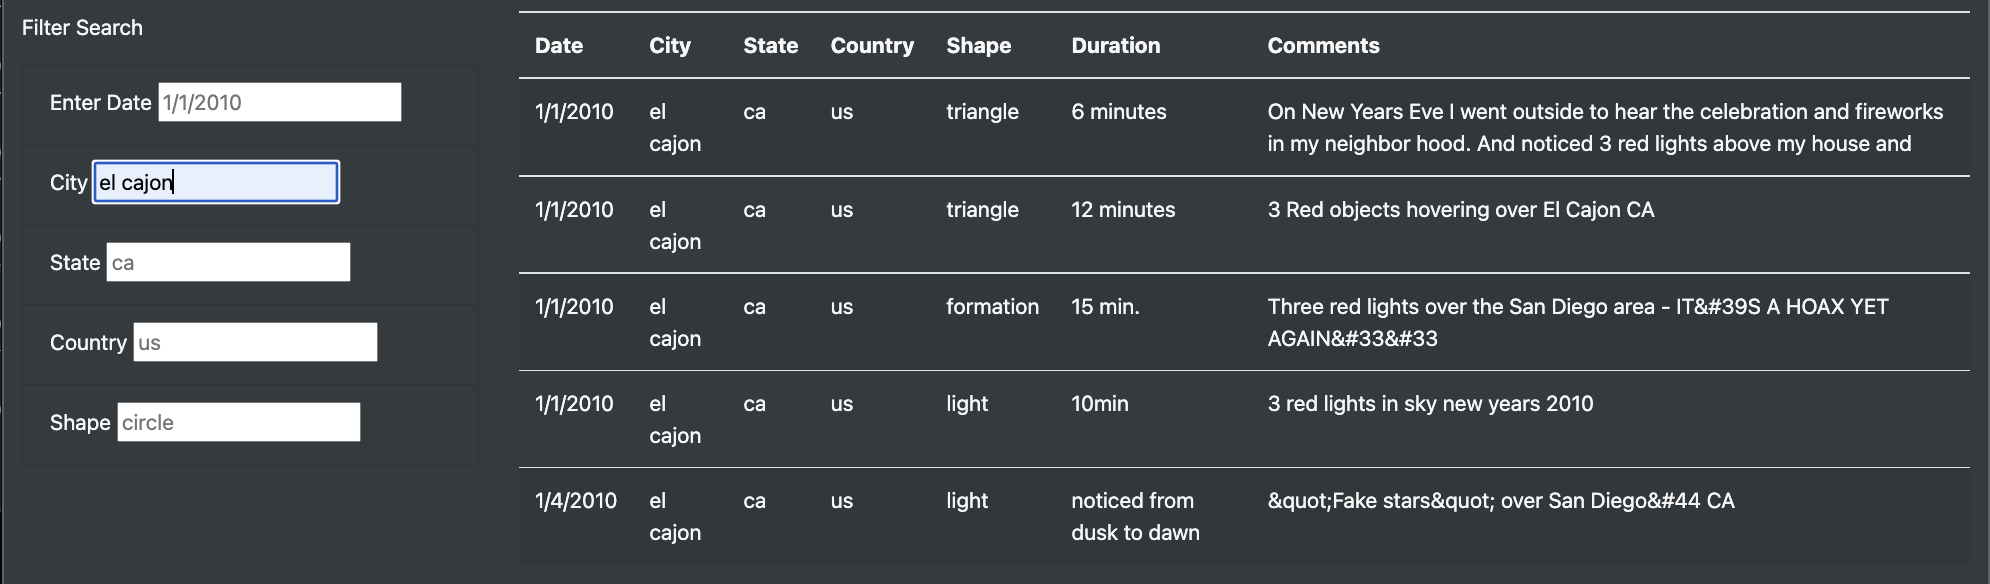 Filter Search
Enter Date 1/1/2010
City el cajon
State ca
Country us
Shape circle
Date City State Country Shape Duration Comments
1/1/2010 el cajon ca us triangle 6 minutes On New Years Eve I went outside to hear the celebration and fireworks
in my neighbor hood. And noticed 3 red lights above my house and
1/1/2010 el cajon ca us triangle 12 minutes 3 Red objects hovering over El Cajon CA
1/1/2010 el cajon ca us formation 15 min. Three red lights over the San Diego area - IT&#39S A HOAX YET
AGAIN&#33&#33
1/1/2010 el cajon ca us light 10min 3 red lights in sky new years 2010
1/4/2010 el cajon ca us light noticed from dusk to dawn &quot;Fake stars&quot; over San Diego&#44 CA